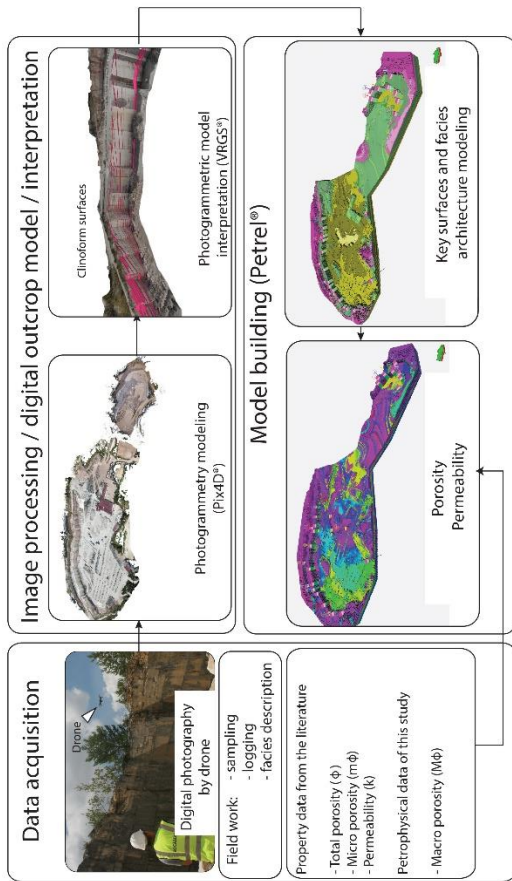 Data acquisition
Drone
Digital photography
by drone
Field work:
- sampling
- logging
- facies description
Property data from the literature
- Total porosity (Φ)
- Micro porosity (mΦ)
- Permeability (k)
Petrophysical data of this study
- Macro porosity (MΦ)
Image processing / digital outcrop model / interpretation
Photogrammetry modeling
(Pix4D®)
Clinoform surfaces
Photogrammetric model
interpretation (VRGS®)
Model building (Petrel®)
Porosity
Permeability
Key surfaces and facies
architecture modeling